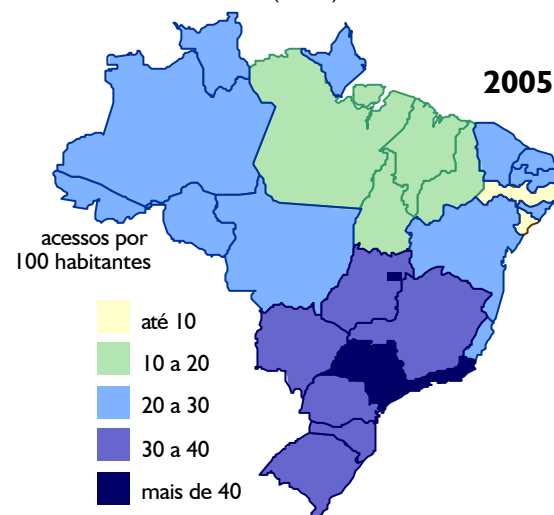 2005
acessos por
100 habitantes
até 10
10 a 20
20 a 30
30 a 40
mais de 40